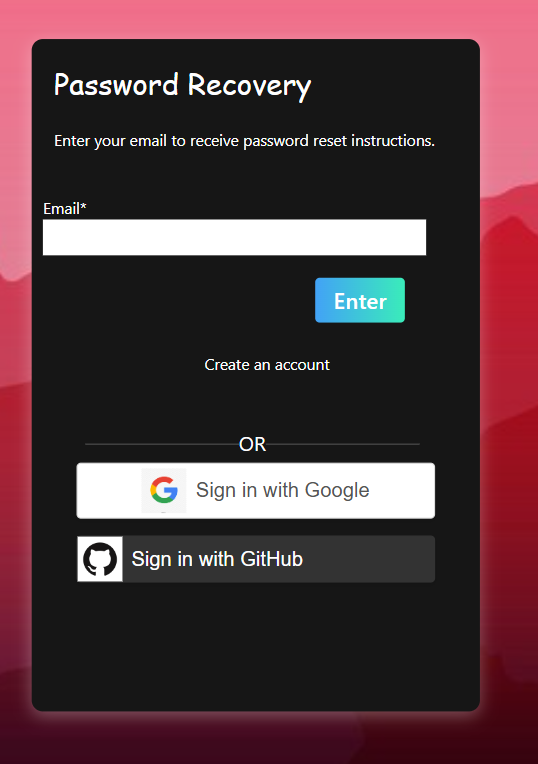 Password Recovery
Enter your email to receive password reset instructions.
Email*
Enter
Create an account
OR
Sign in with Google
Sign in with GitHub